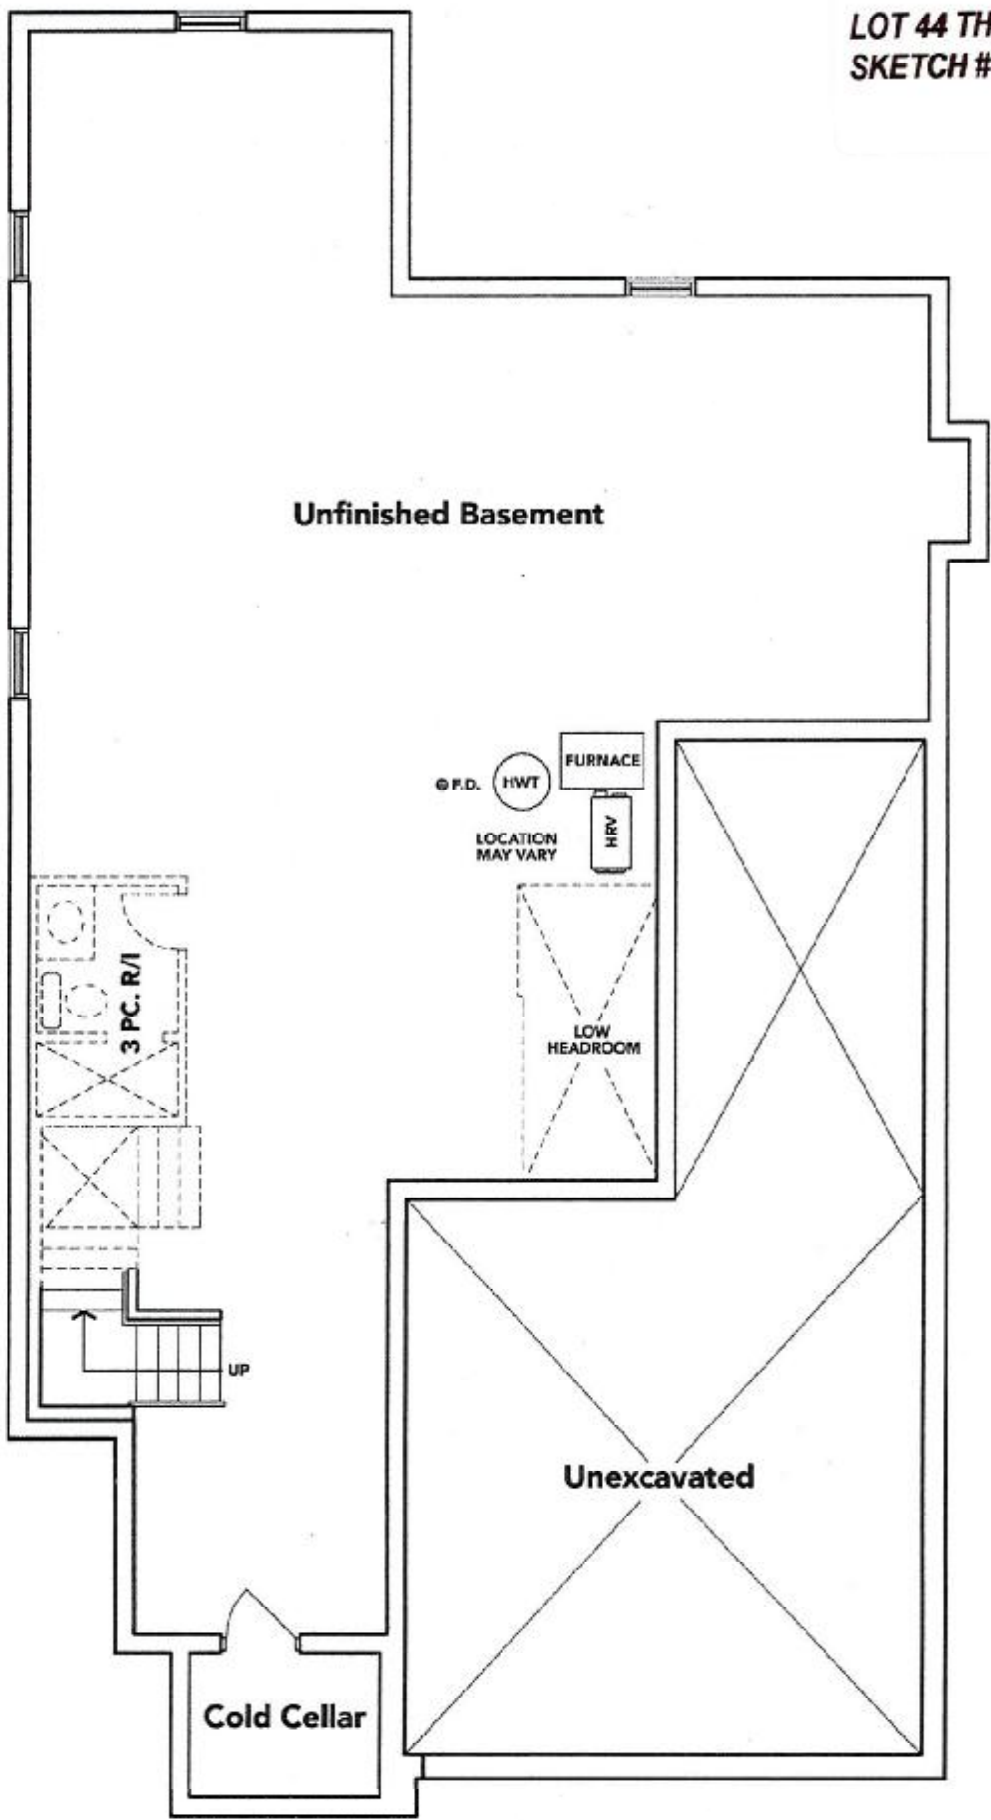 LOT 44 TH
SKETCH #
Unfinished Basement
FURNACE
F.D.
HWT
HRV
LOCATION
MAY VARY
3 PC. R/I
LOW
HEADROOM
UP
Unexcavated
Cold Cellar